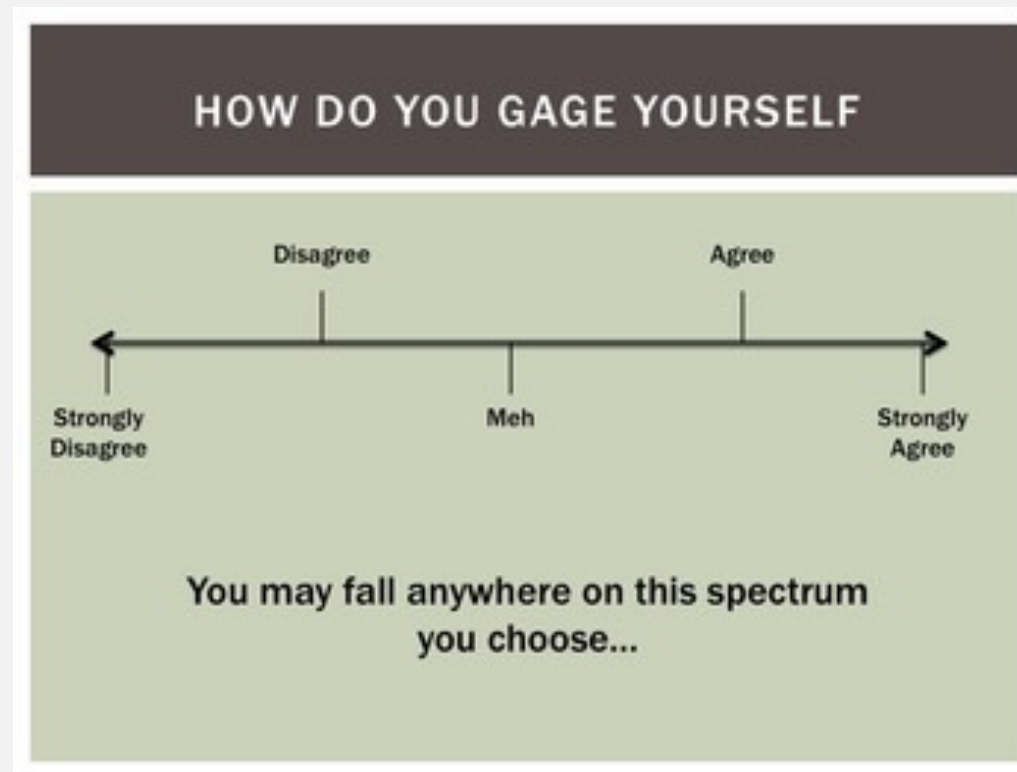 HOW DO YOU GAGE YOURSELF
Disagree
Agree
Strongly
Disagree
Meh
Strongly
Agree
You may fall anywhere on this spectrum
you choose...